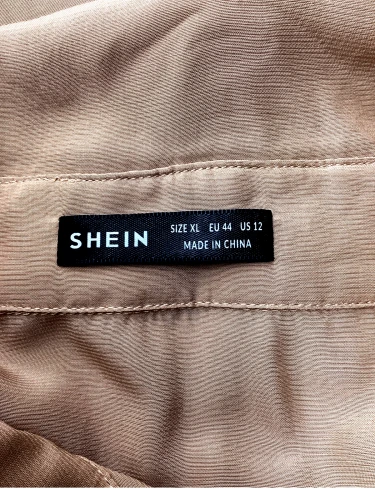 SHEIN
SIZE XL EU 44 US 12
MADE IN CHINA